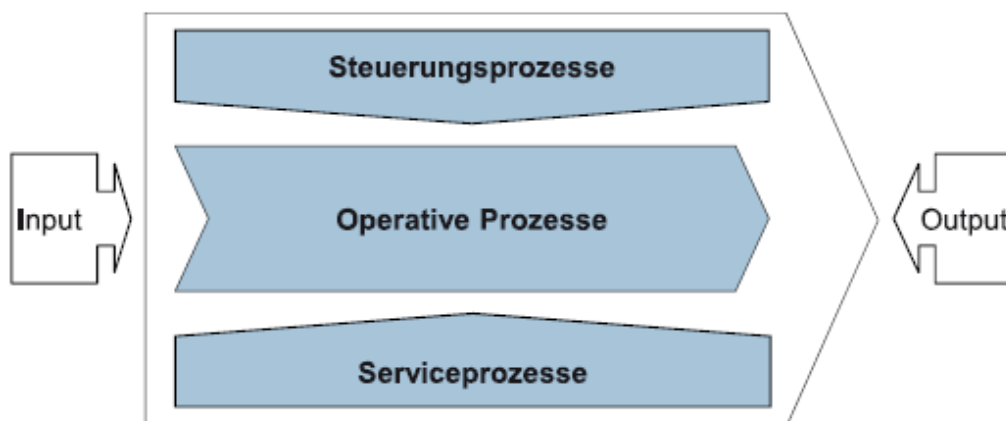 Steuerungsprozesse
Input
Operative Prozesse
Output
Serviceprozesse